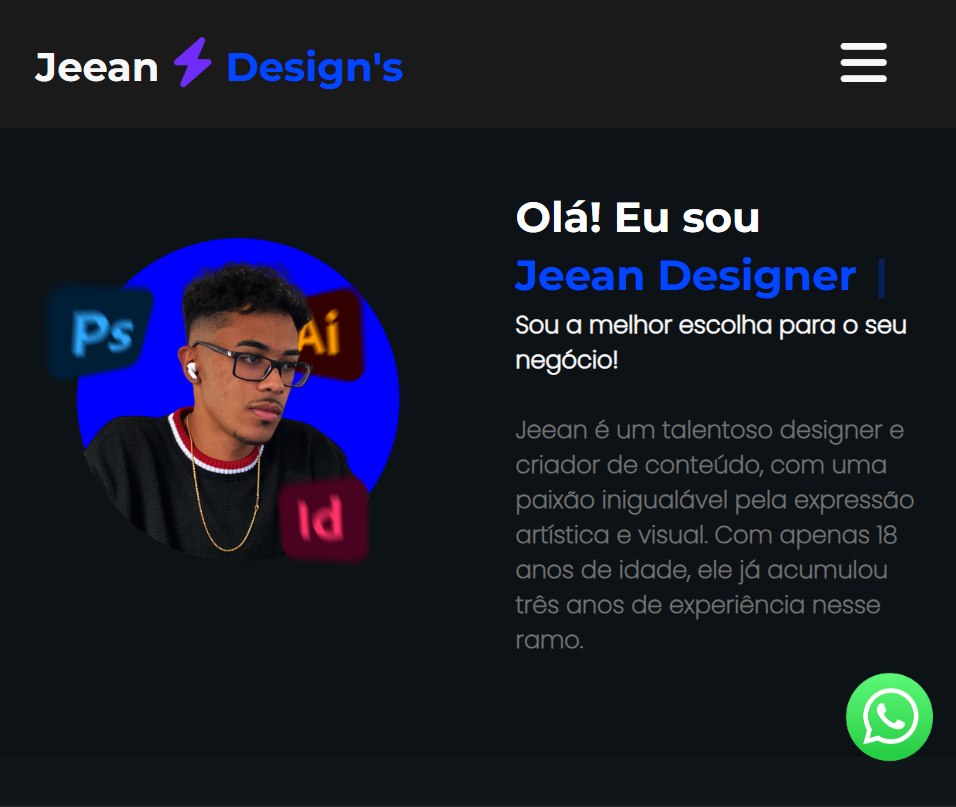 Jeean Design's
Olá! Eu sou
Jeean Designer
Sou a melhor escolha para o seu
negócio!
Ps
Ai
Jeean é um talentoso designer e
criador de conteúdo, com uma
paixão inigualável pela expressão
artística e visual. Com apenas 18
anos de idade, ele já acumulou
três anos de experiência nesse
ramo.
Id